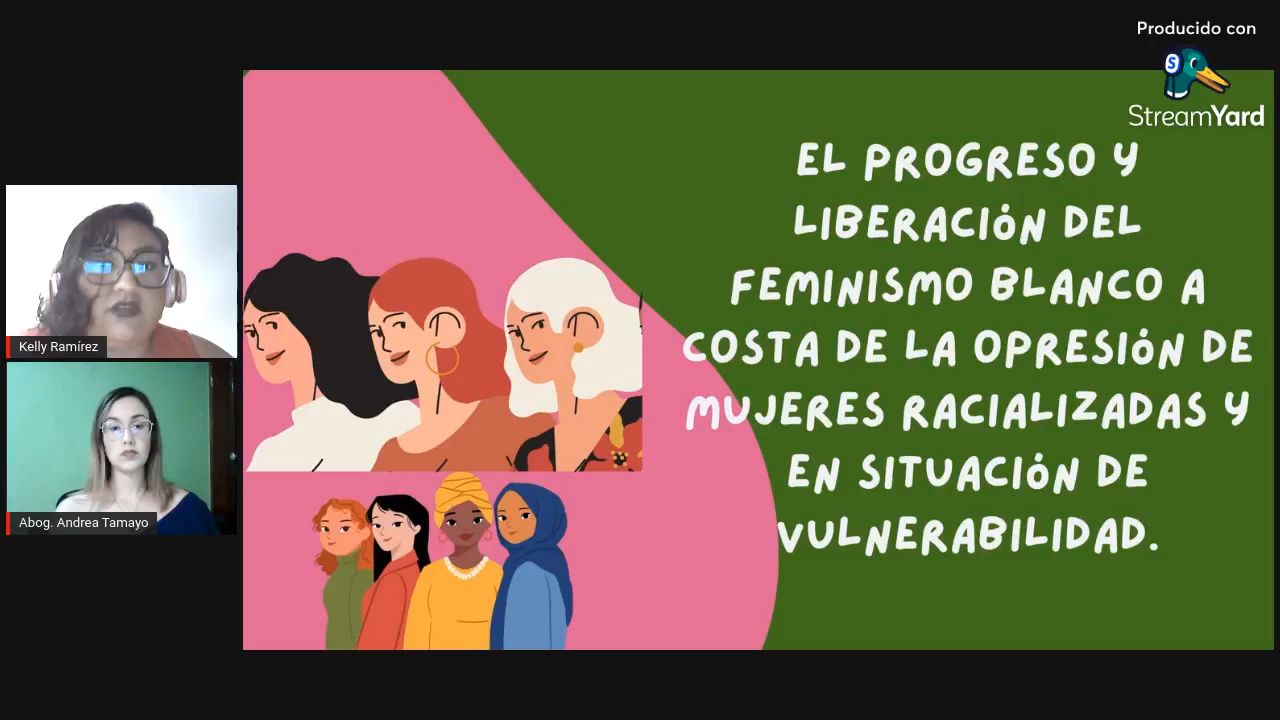 Producido con
StreamYard
EL PROGRESO Y
LIBERACIÓN DEL
FEMINISMO BLANCO A
COSTA DE LA OPRESIÓN DE
MUJERES RACIALIZADAS Y
EN SITUACIÓN DE
VULNERABILIDAD.
Kelly Ramírez
Abog. Andrea Tamayo